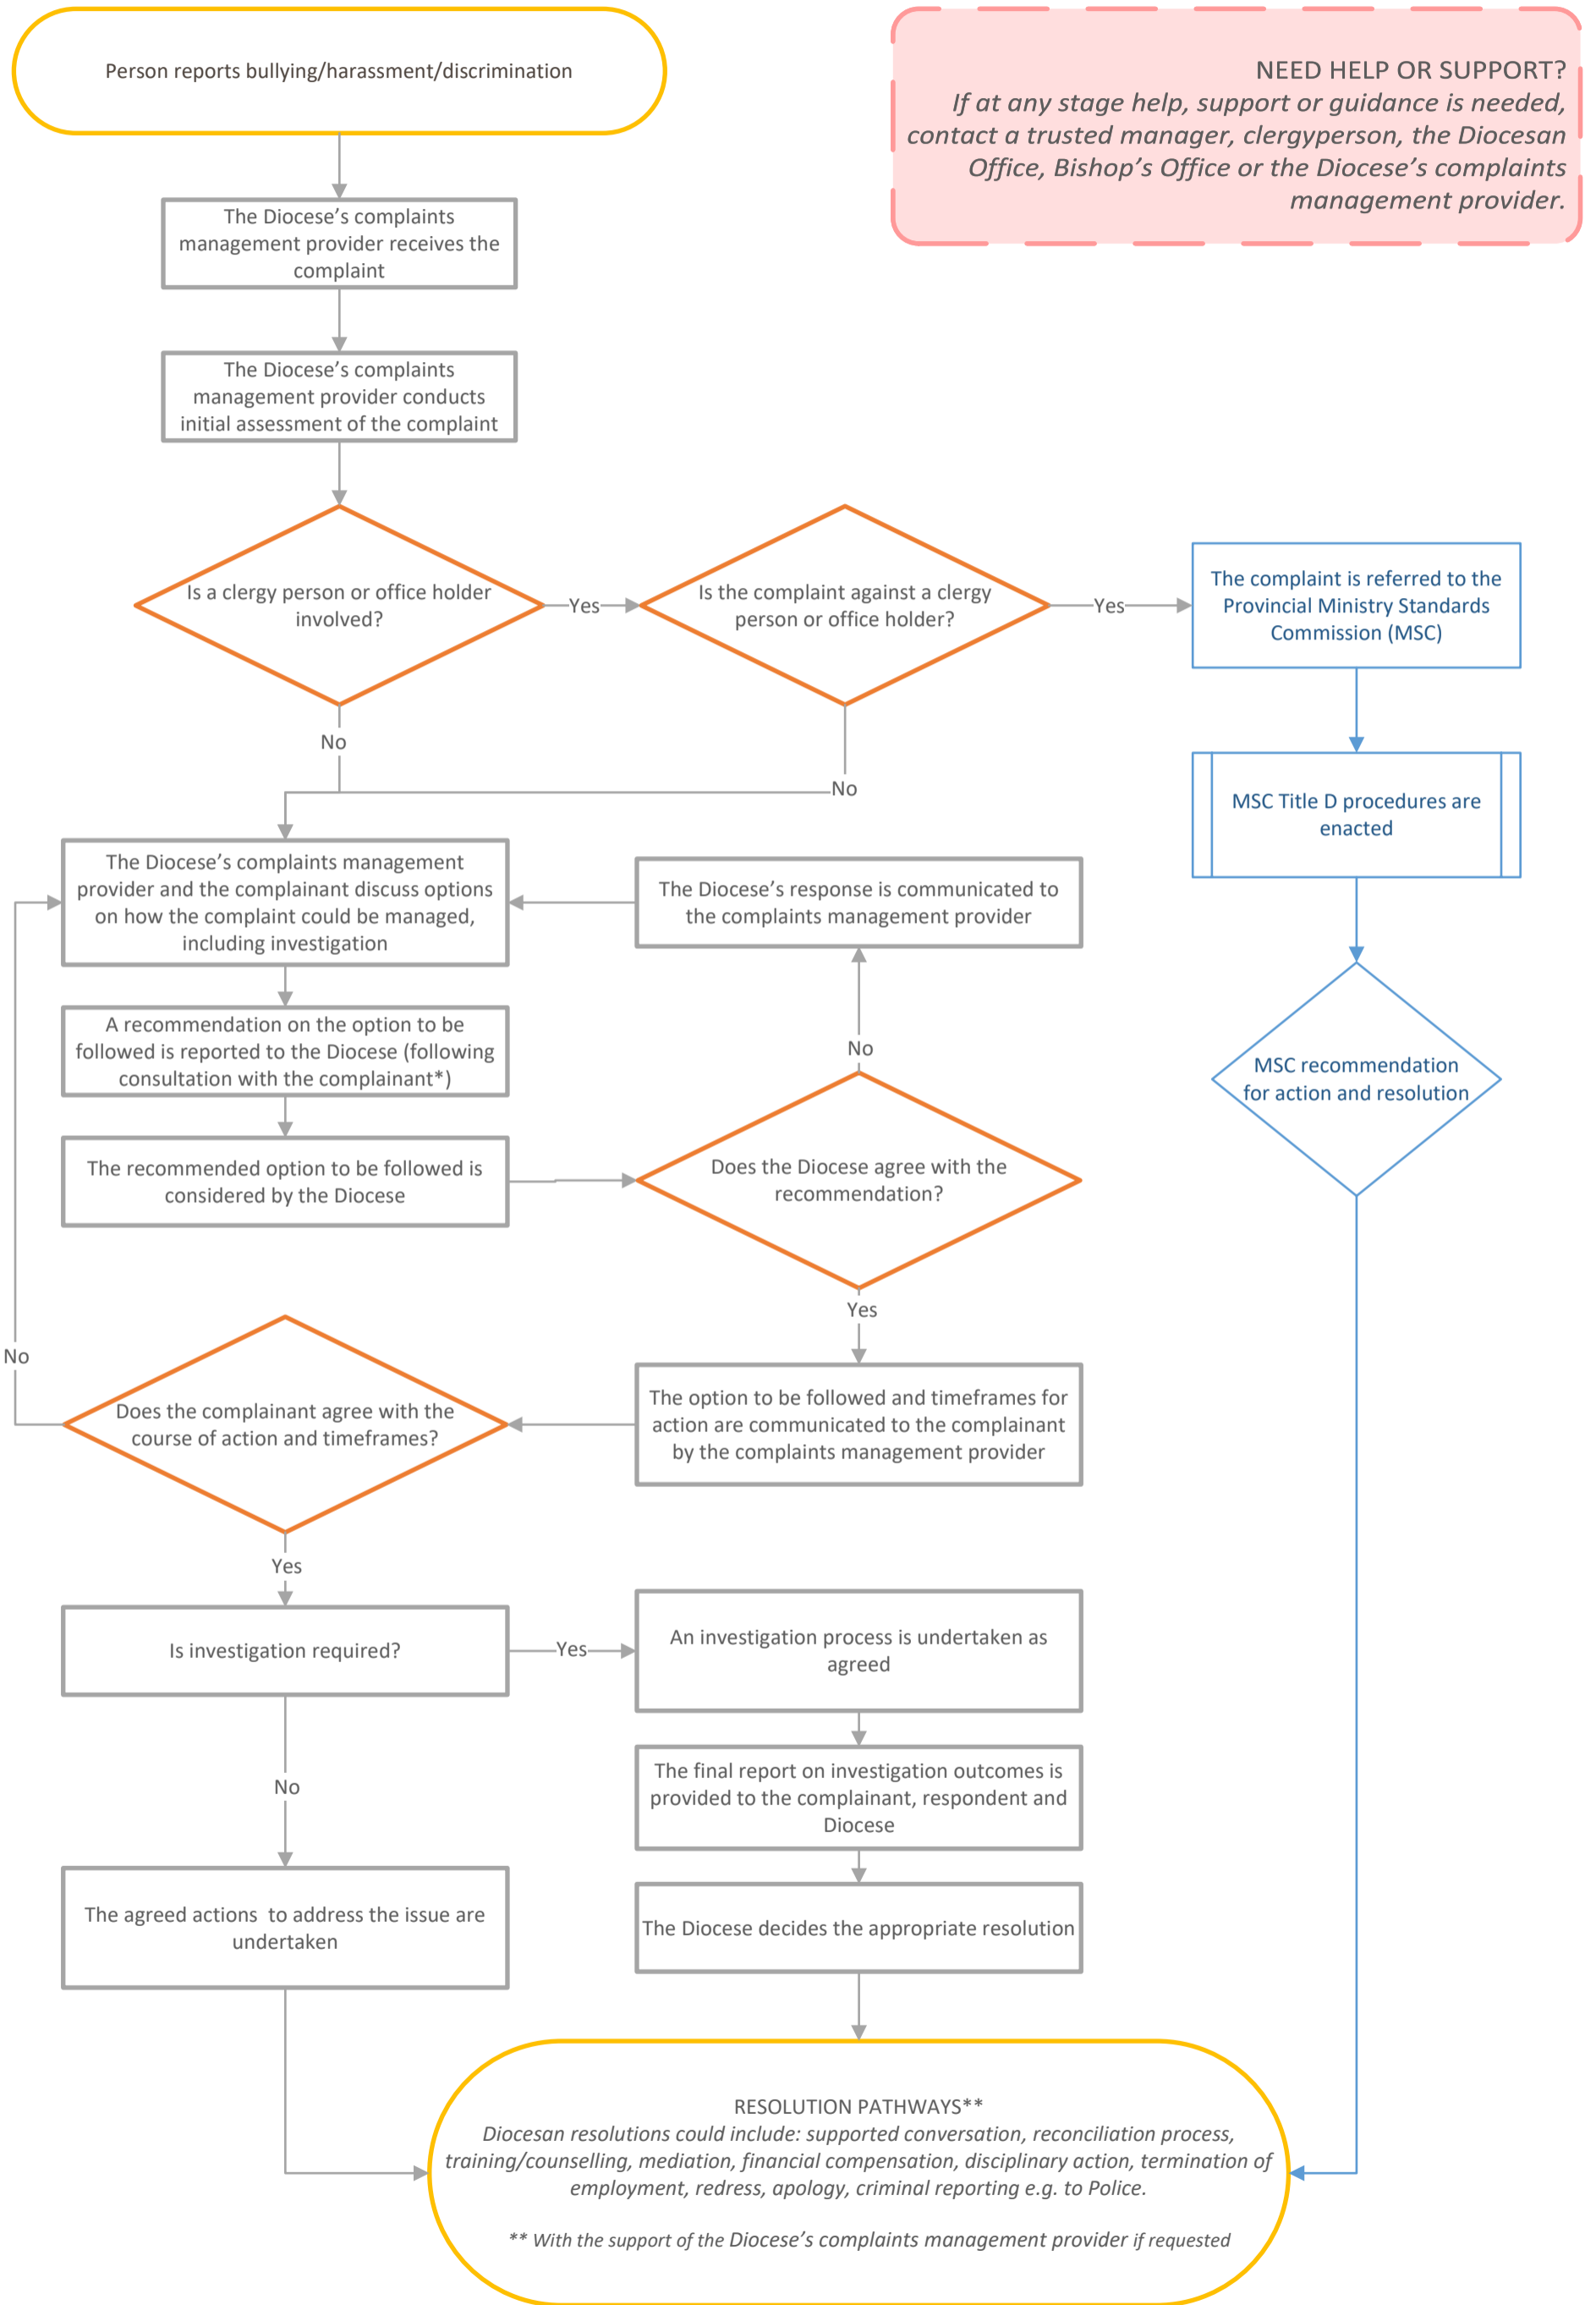 Person reports bullying/harassment/discrimination
NEED HELP OR SUPPORT?
If at any stage help, support or guidance is needed,
contact a trusted manager, clergyperson, the Diocesan
Office, Bishop’s Office or the Diocese’s complaints
management provider.
The Diocese’s complaints
management provider receives the
complaint
The Diocese’s complaints
management provider conducts
initial assessment of the complaint
Is a clergy person or office holder
involved?
Yes
Is the complaint against a clergy
person or office holder?
Yes
The complaint is referred to the
Provincial Ministry Standards
Commission (MSC)
No
No
MSC Title D procedures are
enacted
The Diocese’s complaints management
provider and the complainant discuss options
on how the complaint could be managed,
including investigation
The Diocese’s response is communicated to
the complaints management provider
A recommendation on the option to be
followed is reported to the Diocese (following
consultation with the complainant*)
No
MSC recommendation
for action and resolution
The recommended option to be followed is
considered by the Diocese
Does the Diocese agree with the
recommendation?
Yes
No
Does the complainant agree with the
course of action and timeframes?
The option to be followed and timeframes for
action are communicated to the complainant
by the complaints management provider
Yes
Is investigation required?
Yes
An investigation process is undertaken as
agreed
No
The final report on investigation outcomes is
provided to the complainant, respondent and
Diocese
The agreed actions  to address the issue are
undertaken
The Diocese decides the appropriate resolution
RESOLUTION PATHWAYS**
Diocesan resolutions could include: supported conversation, reconciliation process,
training/counselling, mediation, financial compensation, disciplinary action, termination of
employment, redress, apology, criminal reporting e.g. to Police.
** With the support of the Diocese’s complaints management provider if requested